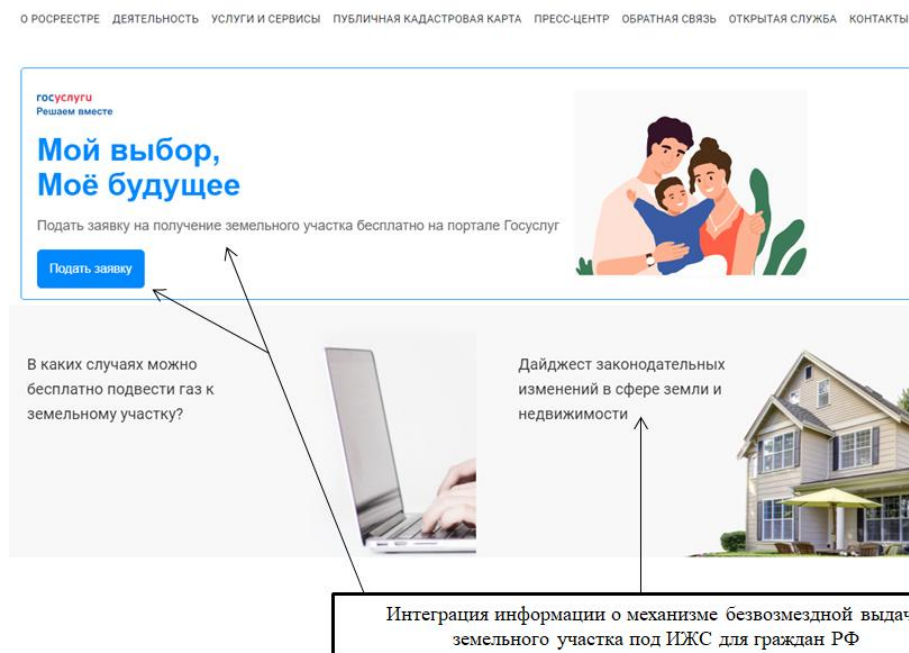 О РОСРЕЕСТРЕ ДЕЯТЕЛЬНОСТЬ УСЛУГИ И СЕРВИСЫ ПУБЛИЧНАЯ КАДАСТРОВАЯ КАРТА ПРЕСС-ЦЕНТР ОБРАТНАЯ СВЯЗЬ ОТКРЫТАЯ СЛУЖБА КОНТАКТЫ
госуслуги
Решаем вместе
Мой выбор,
Моё будущее
Подать заявку на получение земельного участка бесплатно на портале Госуслуг
Подать заявку
В каких случаях можно
бесплатно подвести газ к
земельному участку?
Дайджест законодательных
изменений в сфере земли и
недвижимости
Интеграция информации о механизме безвозмездной выдач
земельного участка под ИЖС для граждан РФ